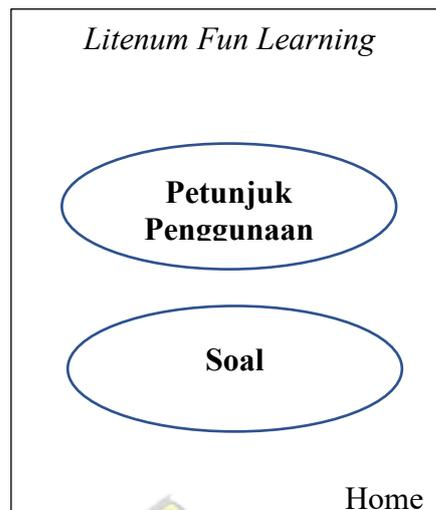 Litenum Fun Learning
Petunjuk
Penggunaan
Soal
Home